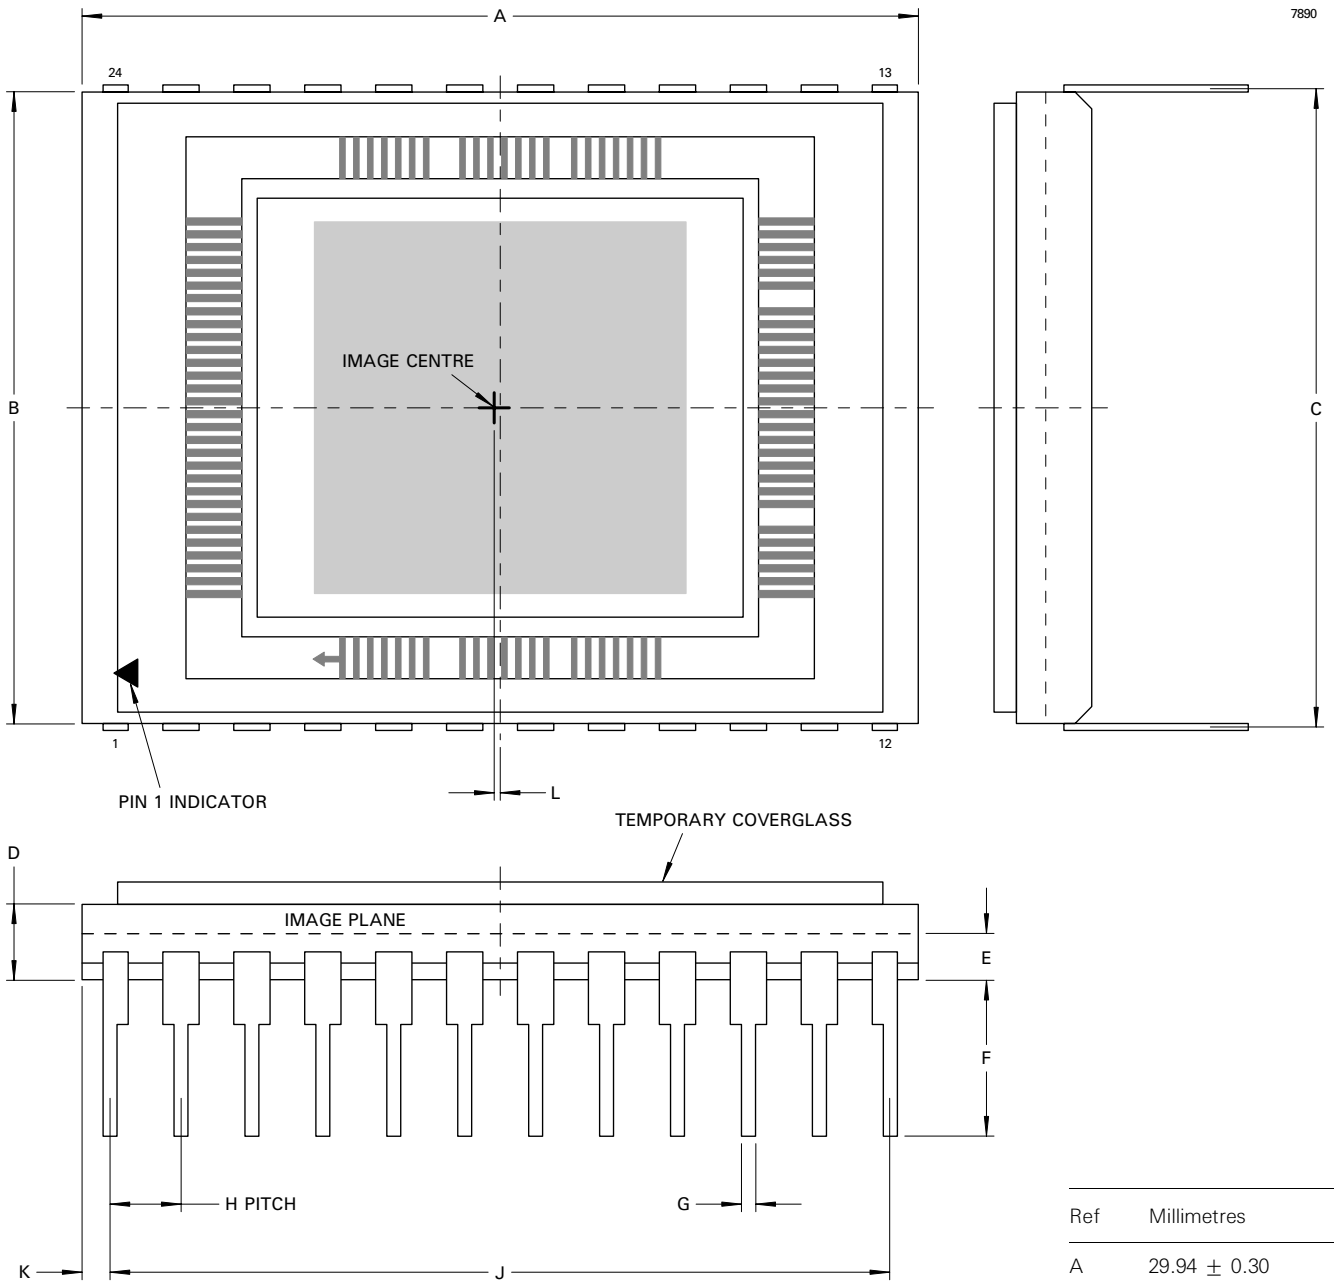 A
7890
24
13
IMAGE CENTRE
B
C
1
12
PIN 1 INDICATOR
L
TEMPORARY COVERGLASS
D
IMAGE PLANE
E
F
H PITCH
G
K
J
Ref Millimetres
A 29.94 ± 0.30